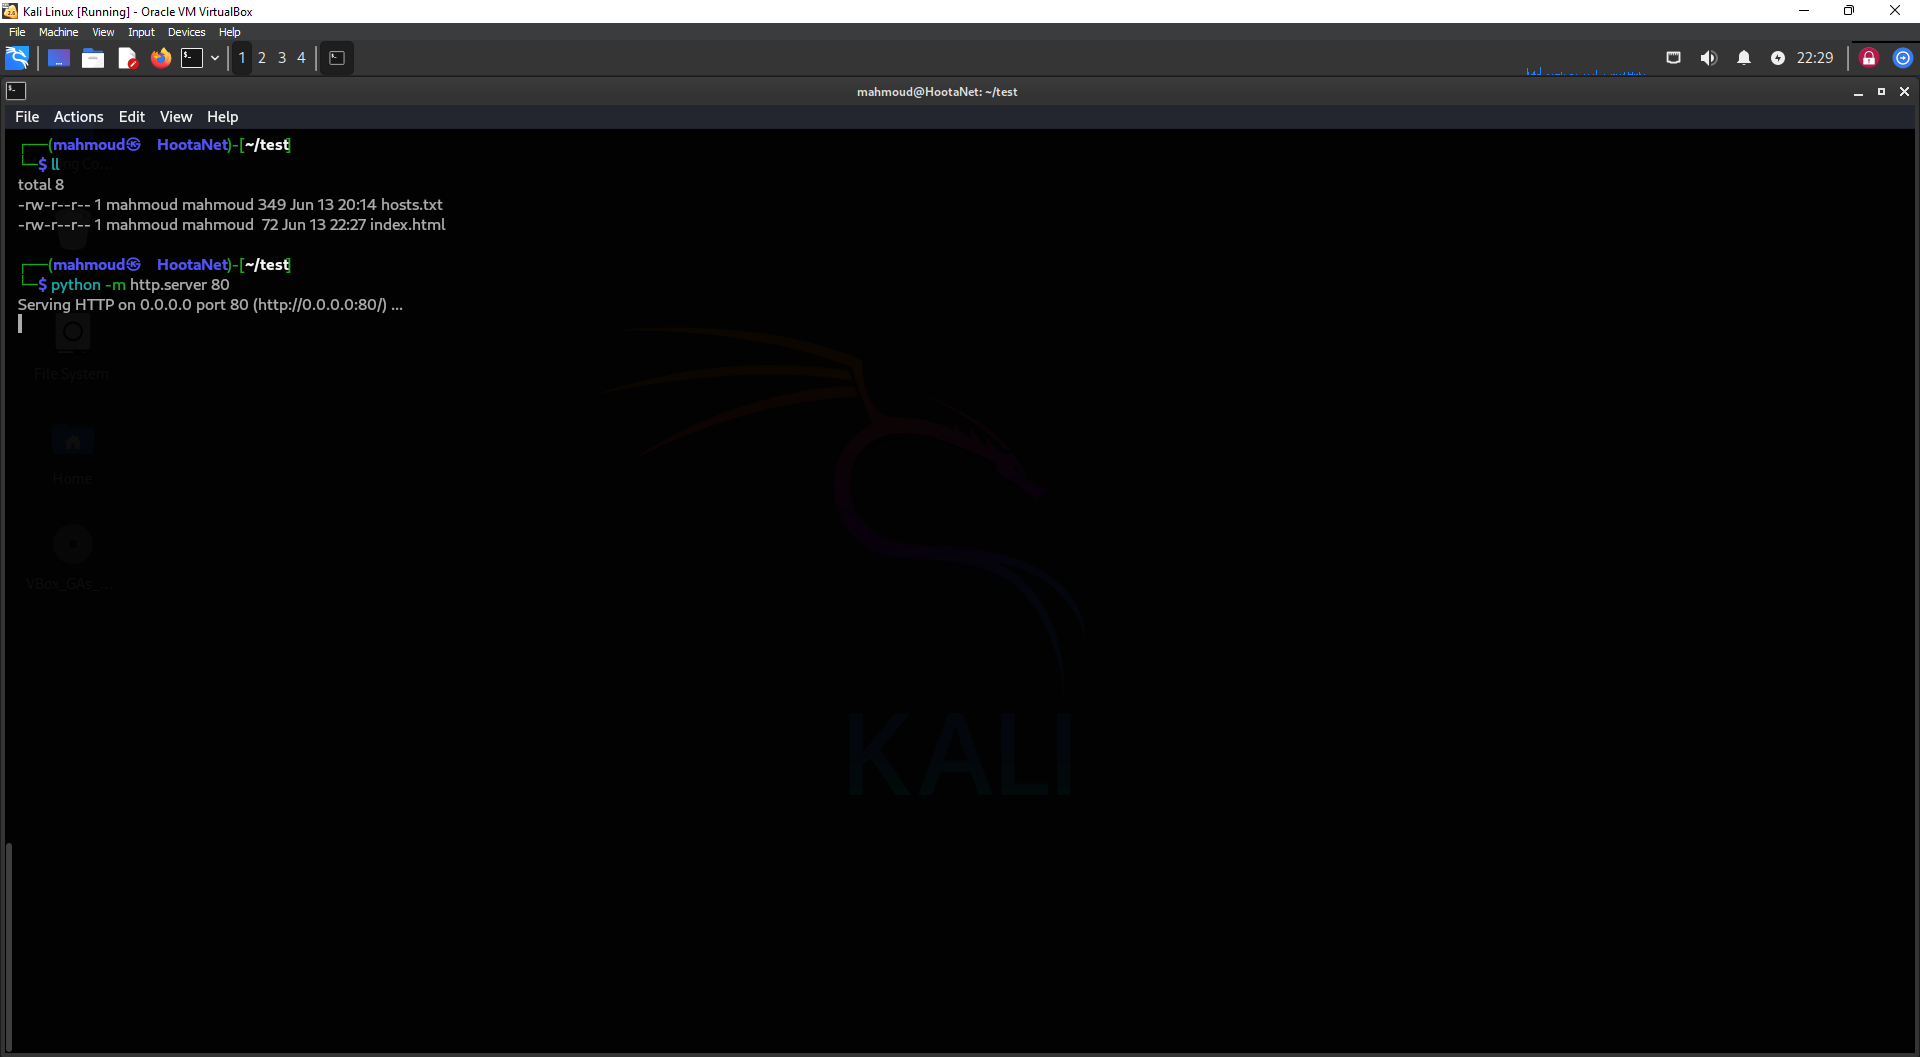 Kali Linux [Running] - Oracle VM VirtualBox
File Machine View Input Devices Help
1 2 3 4
22:29
mahmoud@HootaNet: ~/test
File Actions Edit View Help
┌──(mahmoud㉿ HootaNet)-[~/test]
└─$ ll
total 8
-rw-r--r-- 1 mahmoud mahmoud 349 Jun 13 20:14 hosts.txt
-rw-r--r-- 1 mahmoud mahmoud  72 Jun 13 22:27 index.html
┌──(mahmoud㉿ HootaNet)-[~/test]
└─$ python -m http.server 80
Serving HTTP on 0.0.0.0 port 80 (http://0.0.0.0:80/) ...
File System
Home
VBox_GAs_...
KALI